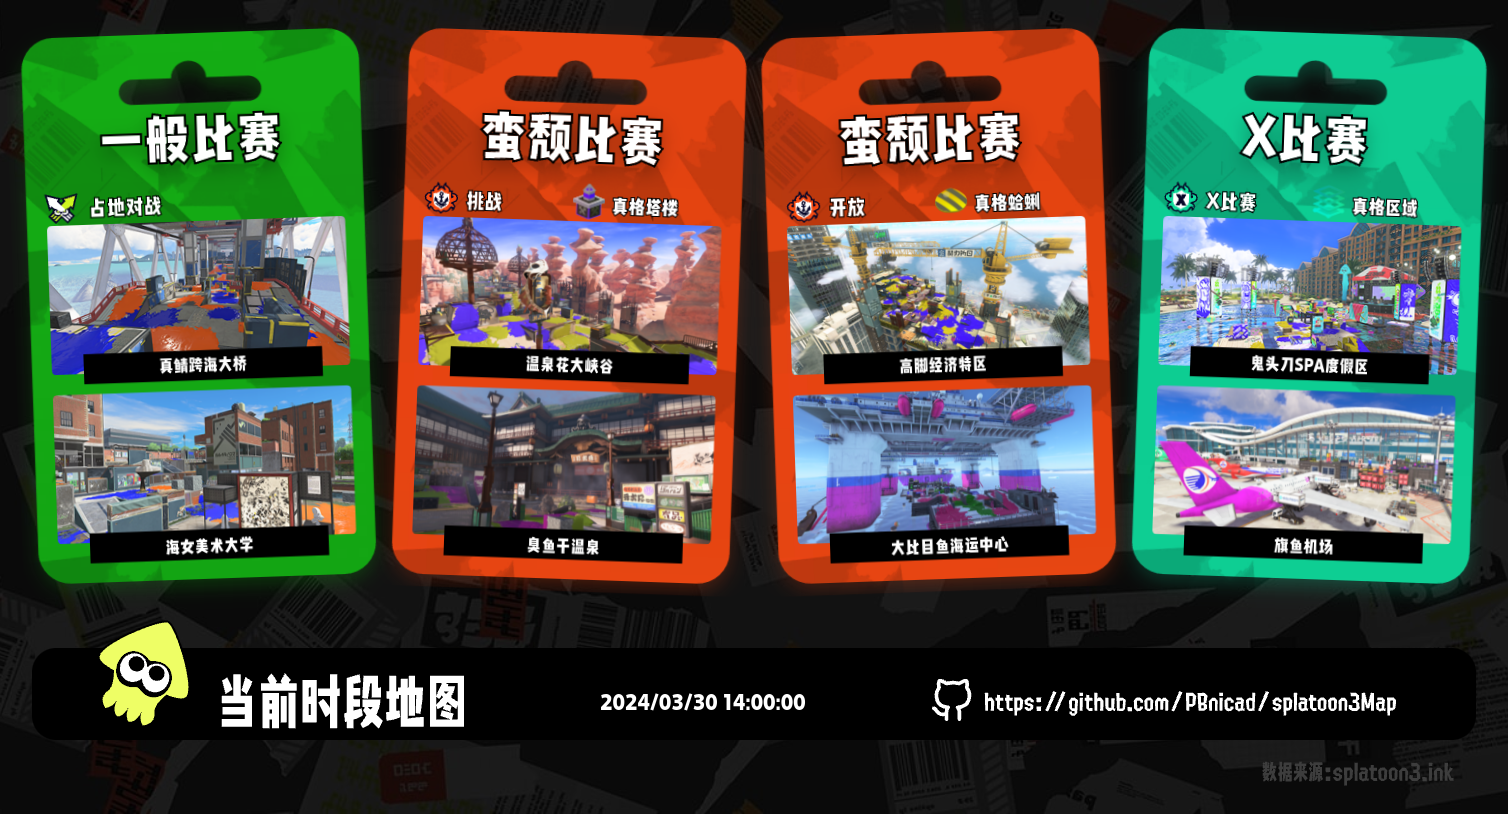 一般比赛
占地对战
真鲷跨海大桥
海女美术大学
蛮颓比赛
挑战
真格塔楼
温泉花大峡谷
臭鱼干温泉
蛮颓比赛
开放
真格蛤蜊
高脚经济特区
大比目鱼海运中心
X比赛
X比赛
真格区域
鬼头刀SPA度假区
旗鱼机场
当前时段地图
2024/03/30 14:00:00
https://github.com/PBnicad/splatoon3Map
数据来源:splatoon3.ink